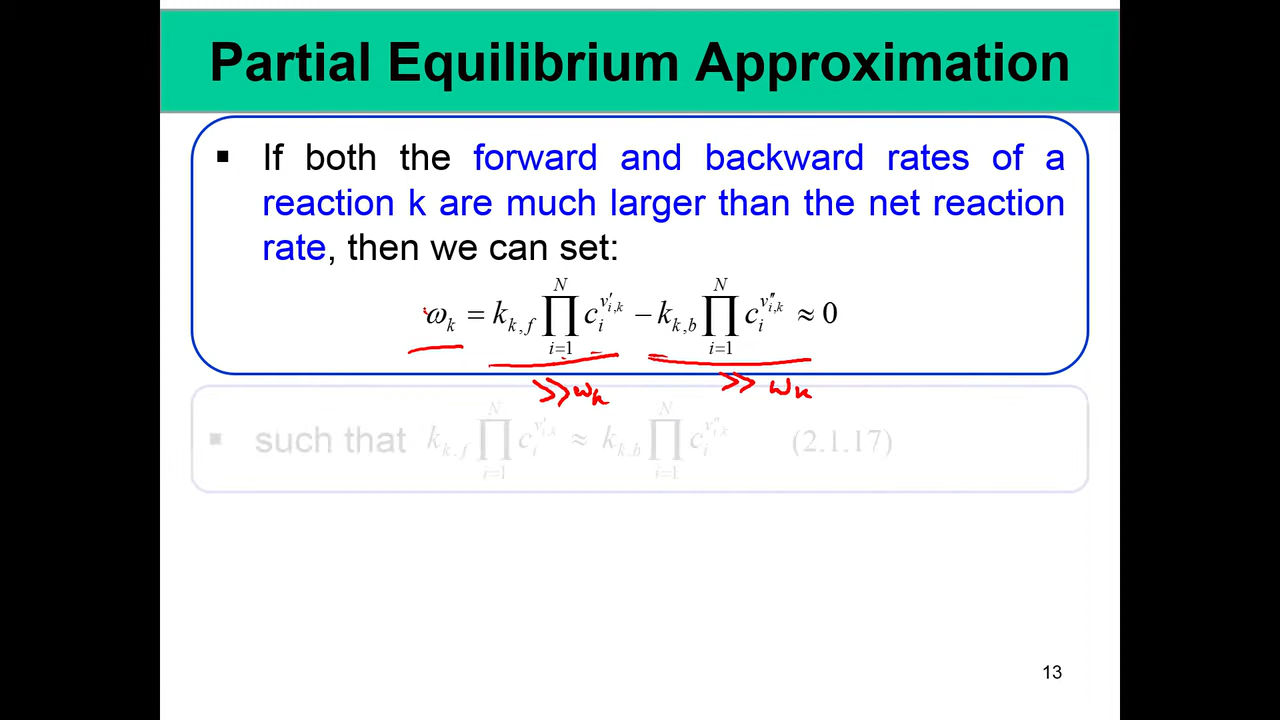 Partial Equilibrium Approximation
▪ If both the forward and backward rates of a
reaction k are much larger than the net reaction
rate, then we can set:
ω_k = k_{k,f} ∏_{i=1}^{N} c_i^{ν'_{i,k}} − k_{k,b} ∏_{i=1}^{N} c_i^{ν''_{i,k}} ≈ 0
≫ω_k ≫ ω_k
▪ such that k_{k,f} ∏_{i=1}^{N} c_i^{ν'_{i,k}} ≈ k_{k,b} ∏_{i=1}^{N} c_i^{ν''_{i,k}} (2.1.17)
13